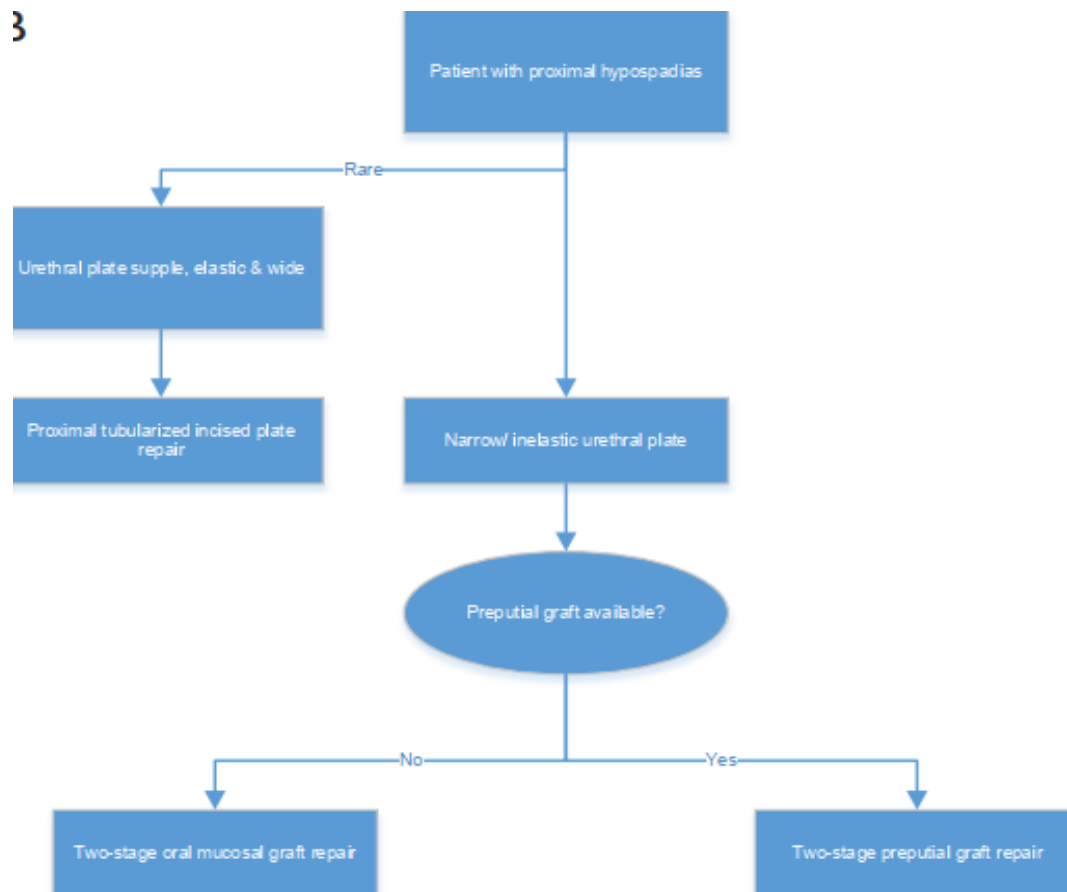 B
Patient with proximal hypospadias
Rare
Urethral plate supple, elastic & wide
Proximal tubularized incised plate
repair
Narrow/ inelastic urethral plate
Preputial graft available?
No
Yes
Two-stage oral mucosal graft repair
Two-stage preputial graft repair